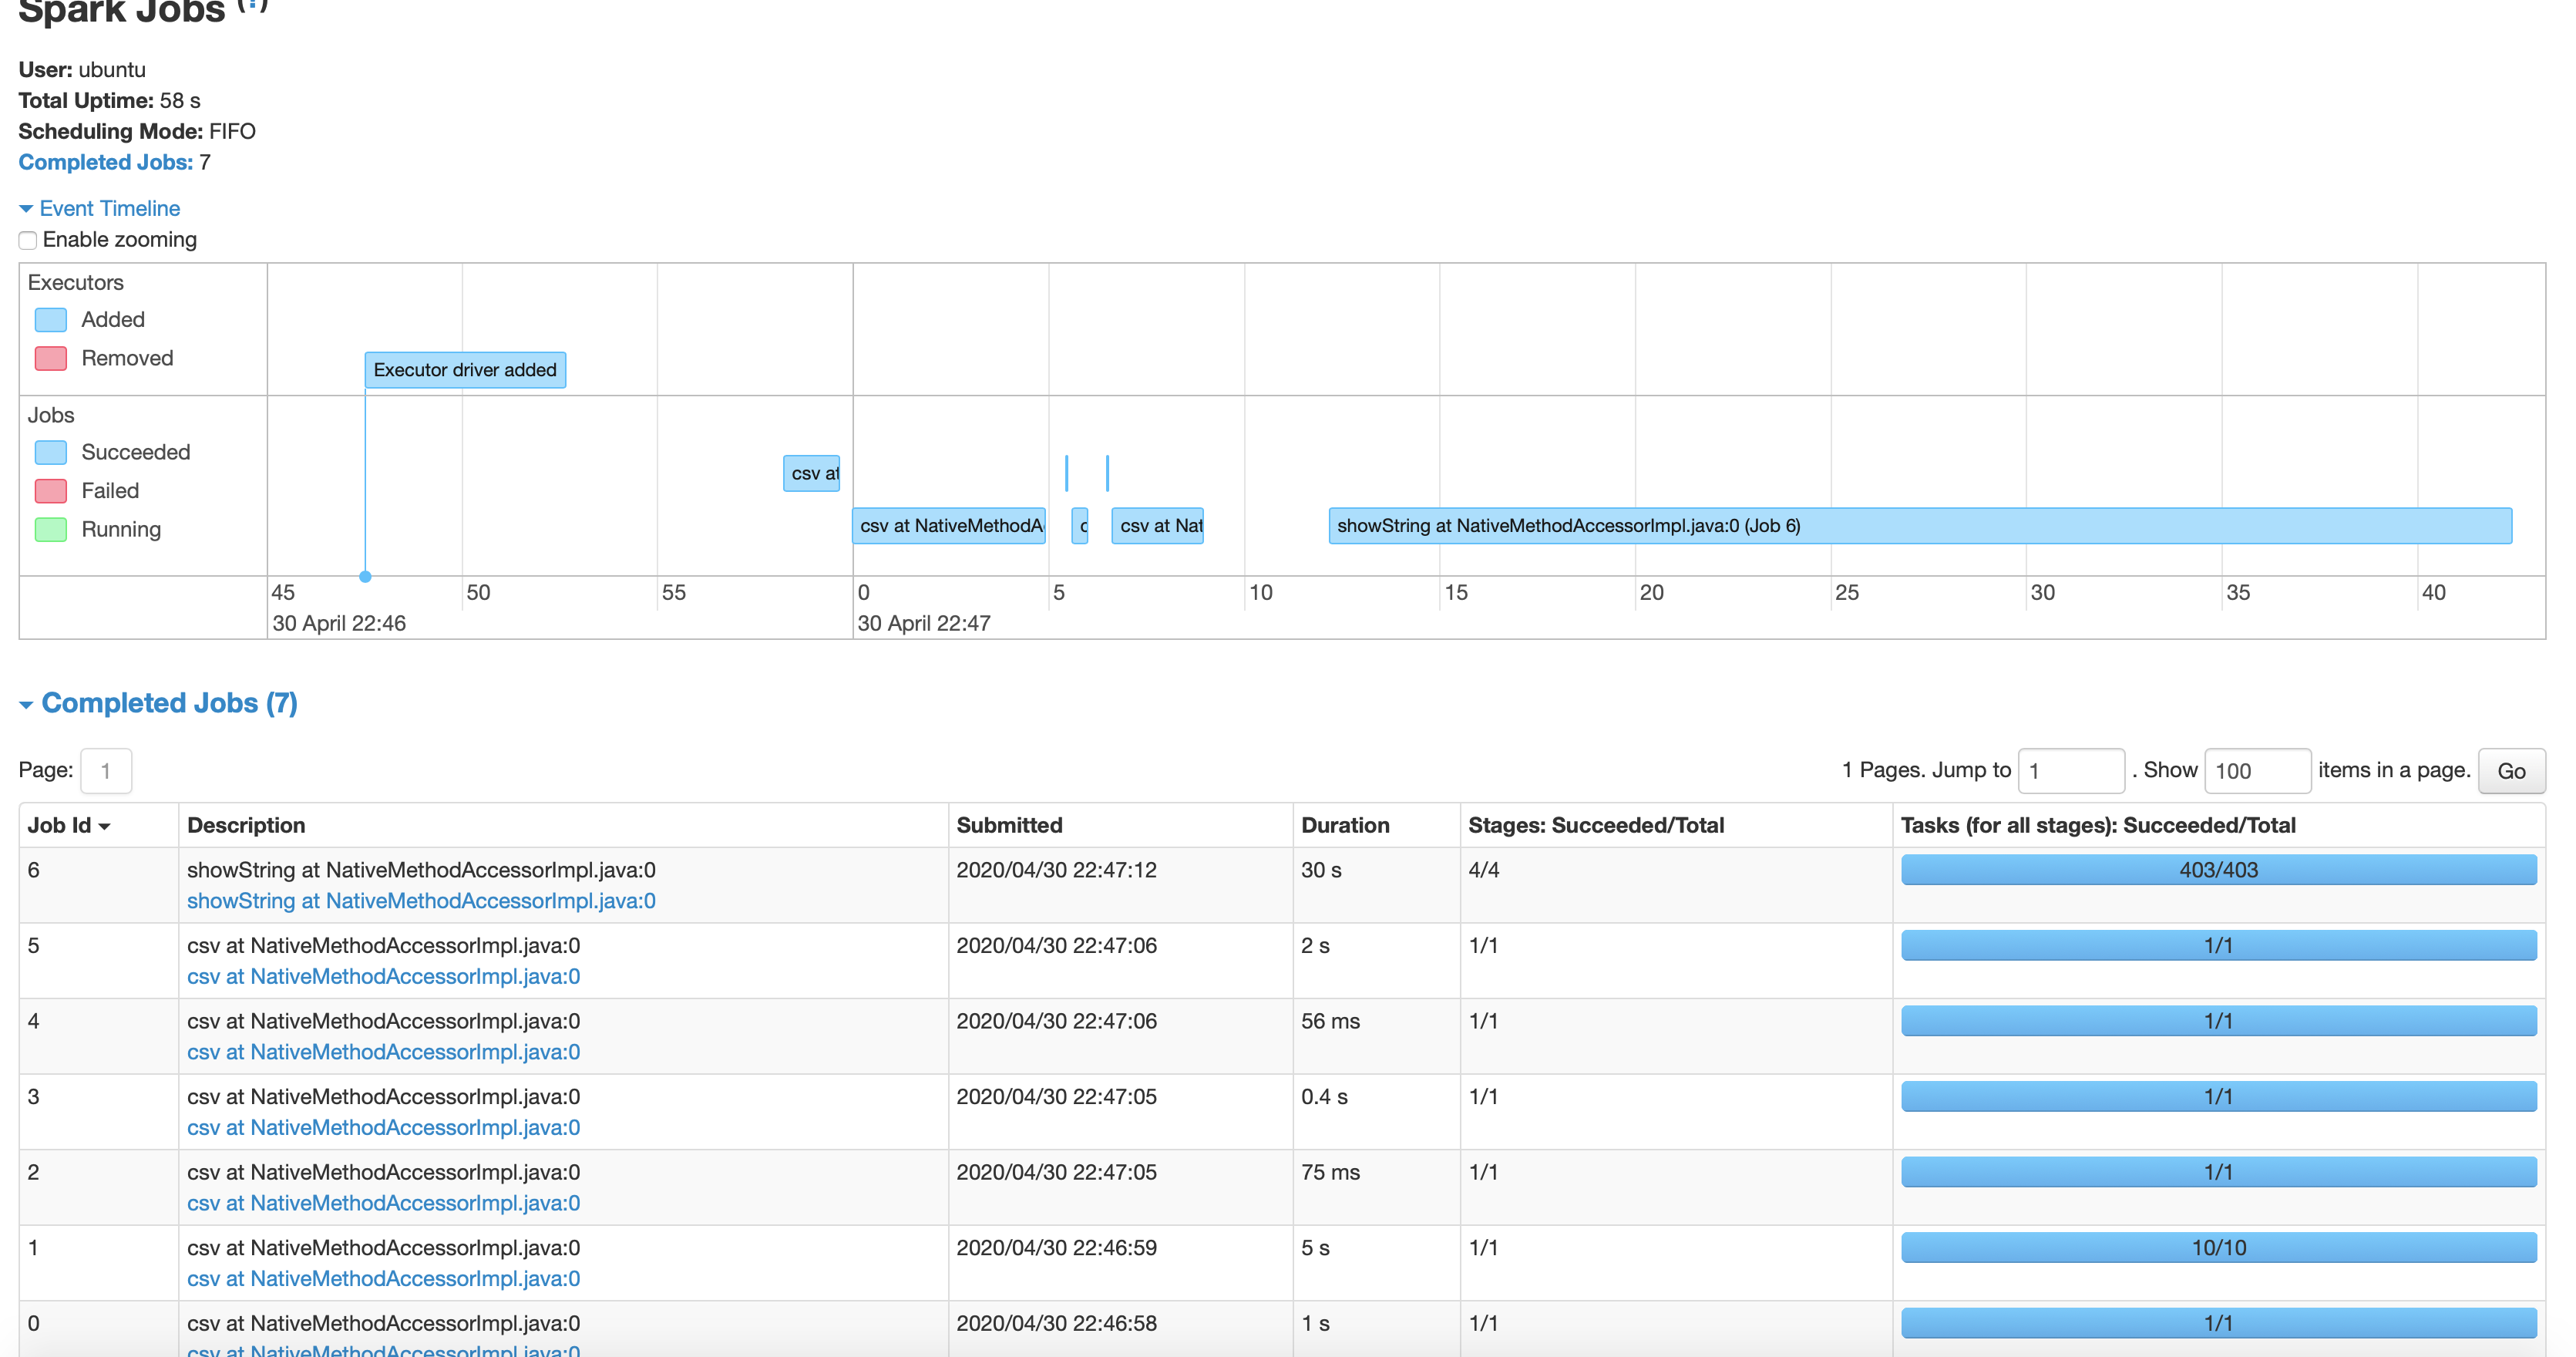 Spark Jobs (?)
User: ubuntu
Total Uptime: 58 s
Scheduling Mode: FIFO
Completed Jobs: 7
Event Timeline
Enable zooming
Executors
Added
Removed
Executor driver added
Jobs
Succeeded
Failed
Running
csv at
csv at NativeMethodA
c
csv at Nat
showString at NativeMethodAccessorImpl.java:0 (Job 6)
45 50 55 0 5 10 15 20 25 30 35 40
30 April 22:46 30 April 22:47
Completed Jobs (7)
Page: 1 1 Pages. Jump to 1 . Show 100 items in a page. Go
Job Id Description Submitted Duration Stages: Succeeded/Total Tasks (for all stages): Succeeded/Total
6 showString at NativeMethodAccessorImpl.java:0 2020/04/30 22:47:12 30 s 4/4 403/403
showString at NativeMethodAccessorImpl.java:0
5 csv at NativeMethodAccessorImpl.java:0 2020/04/30 22:47:06 2 s 1/1 1/1
csv at NativeMethodAccessorImpl.java:0
4 csv at NativeMethodAccessorImpl.java:0 2020/04/30 22:47:06 56 ms 1/1 1/1
csv at NativeMethodAccessorImpl.java:0
3 csv at NativeMethodAccessorImpl.java:0 2020/04/30 22:47:05 0.4 s 1/1 1/1
csv at NativeMethodAccessorImpl.java:0
2 csv at NativeMethodAccessorImpl.java:0 2020/04/30 22:47:05 75 ms 1/1 1/1
csv at NativeMethodAccessorImpl.java:0
1 csv at NativeMethodAccessorImpl.java:0 2020/04/30 22:46:59 5 s 1/1 10/10
csv at NativeMethodAccessorImpl.java:0
0 csv at NativeMethodAccessorImpl.java:0 2020/04/30 22:46:58 1 s 1/1 1/1
csv at NativeMethodAccessorImpl.java:0